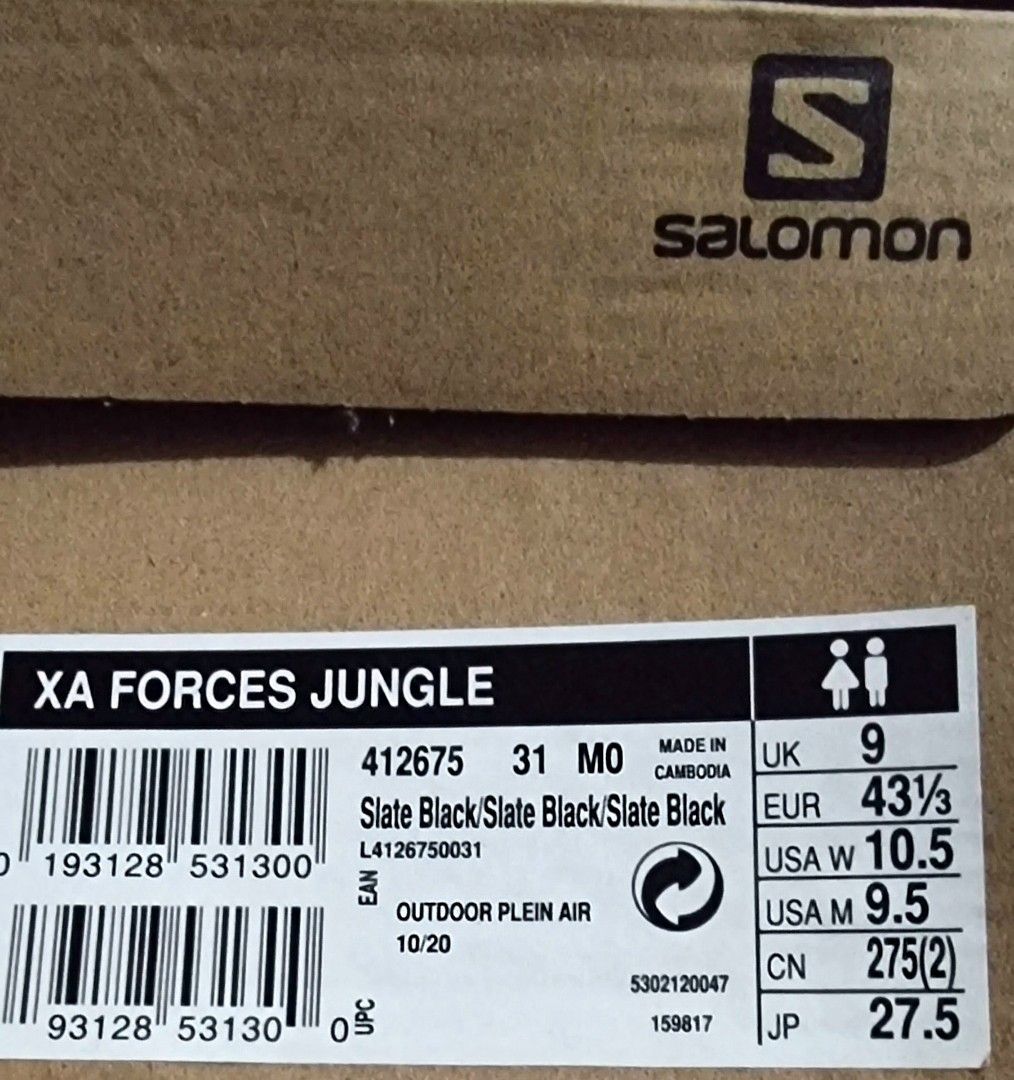 S
salomon
XA FORCES JUNGLE
412675 31 M0 MADE IN CAMBODIA
Slate Black/Slate Black/Slate Black
L4126750031
0 193128 531300
EAN
OUTDOOR PLEIN AIR
10/20
5302120047
159817
93128 53130 0
UPC
UK 9
EUR 43⅓
USA W 10.5
USA M 9.5
CN 275(2)
JP 27.5